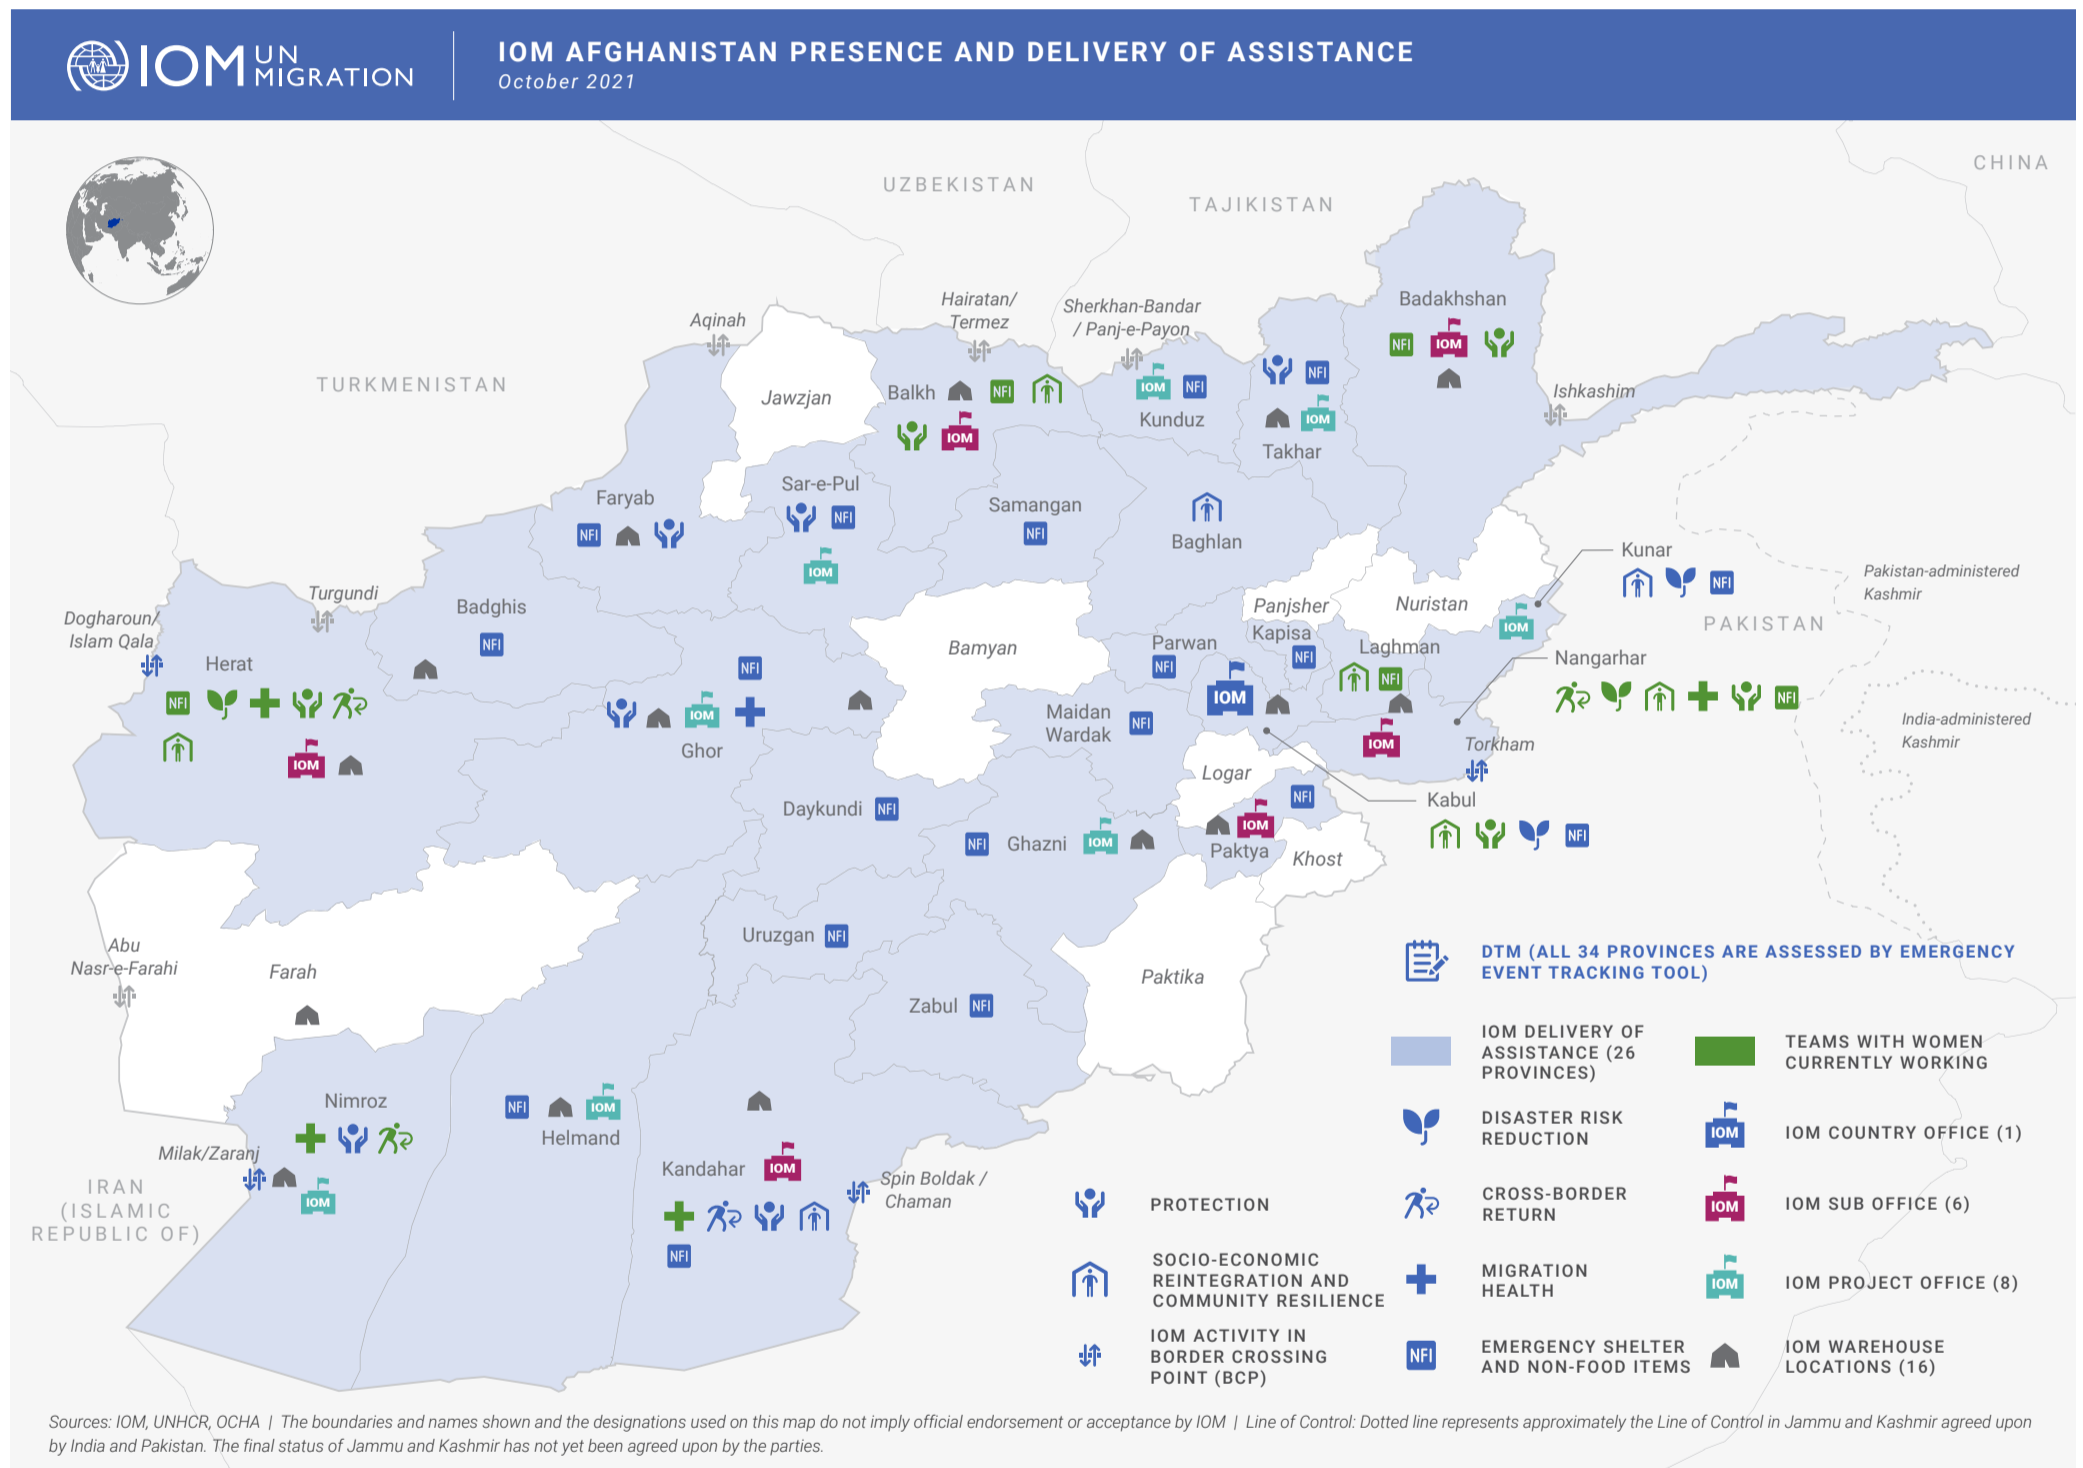 IOM UN MIGRATION
IOM AFGHANISTAN PRESENCE AND DELIVERY OF ASSISTANCE
October 2021
CHINA
UZBEKISTAN
TAJIKISTAN
TURKMENISTAN
Badakhshan
NFI
IOM
Hairatan/
Termez
Sherkhan-Bandar
/ Panj-e-Payon
Aqinah
Ishkashim
Jawzjan
Balkh
NFI
IOM
IOM
NFI
Kunduz
NFI
IOM
Takhar
Faryab
NFI
Sar-e-Pul
NFI
IOM
Samangan
NFI
Baghlan
Kunar
NFI
IOM
Pakistan-administered
Kashmir
PAKISTAN
Turgundi
Dogharoun/
Islam Qala
Badghis
NFI
Herat
NFI
IOM
Bamyan
Panjsher
Nuristan
Parwan
NFI
Kapisa
NFI
Laghman
NFI
IOM
Nangarhar
NFI
IOM
Torkham
India-administered
Kashmir
NFI
IOM
Ghor
Maidan
Wardak
NFI
Logar
NFI
Kabul
NFI
Daykundi
NFI
NFI
Ghazni
IOM
IOM
Paktya
Khost
Uruzgan
NFI
Abu
Nasr-e-Farahi
Farah
Paktika
Zabul
NFI
Nimroz
Milak/Zaranj
IOM
NFI
IOM
Helmand
Kandahar
IOM
NFI
Spin Boldak /
Chaman
IRAN
(ISLAMIC
REPUBLIC OF)
DTM (ALL 34 PROVINCES ARE ASSESSED BY EMERGENCY
EVENT TRACKING TOOL)
IOM DELIVERY OF
ASSISTANCE (26
PROVINCES)
TEAMS WITH WOMEN
CURRENTLY WORKING
DISASTER RISK
REDUCTION
IOM
IOM COUNTRY OFFICE (1)
PROTECTION
CROSS-BORDER
RETURN
IOM
IOM SUB OFFICE (6)
SOCIO-ECONOMIC
REINTEGRATION AND
COMMUNITY RESILIENCE
MIGRATION
HEALTH
IOM
IOM PROJECT OFFICE (8)
IOM ACTIVITY IN
BORDER CROSSING
POINT (BCP)
NFI
EMERGENCY SHELTER
AND NON-FOOD ITEMS
IOM WAREHOUSE
LOCATIONS (16)
Sources: IOM, UNHCR, OCHA | The boundaries and names shown and the designations used on this map do not imply official endorsement or acceptance by IOM | Line of Control: Dotted line represents approximately the Line of Control in Jammu and Kashmir agreed upon
by India and Pakistan. The final status of Jammu and Kashmir has not yet been agreed upon by the parties.